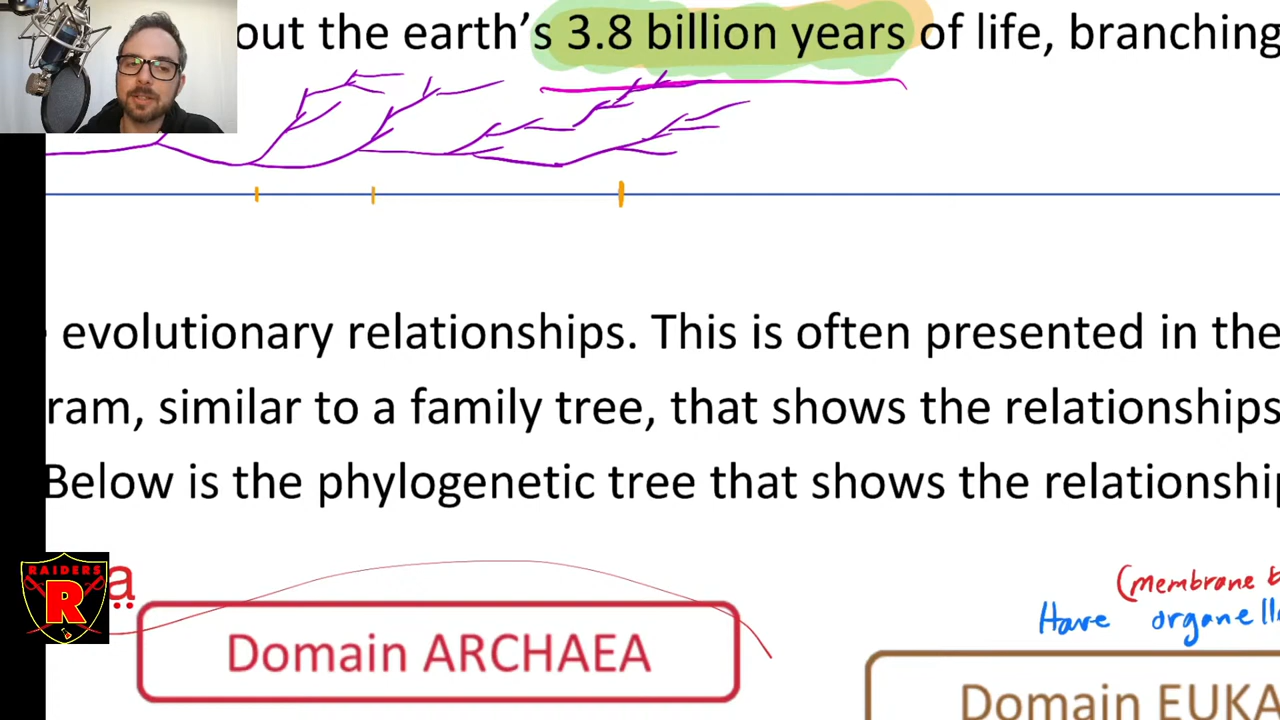 out the earth's 3.8 billion years of life, branching
evolutionary relationships. This is often presented in the
ram, similar to a family tree, that shows the relationships
Below is the phylogenetic tree that shows the relationshi
a
RAIDERS
R
(membrane b
Have organell
Domain ARCHAEA
Domain EUKA